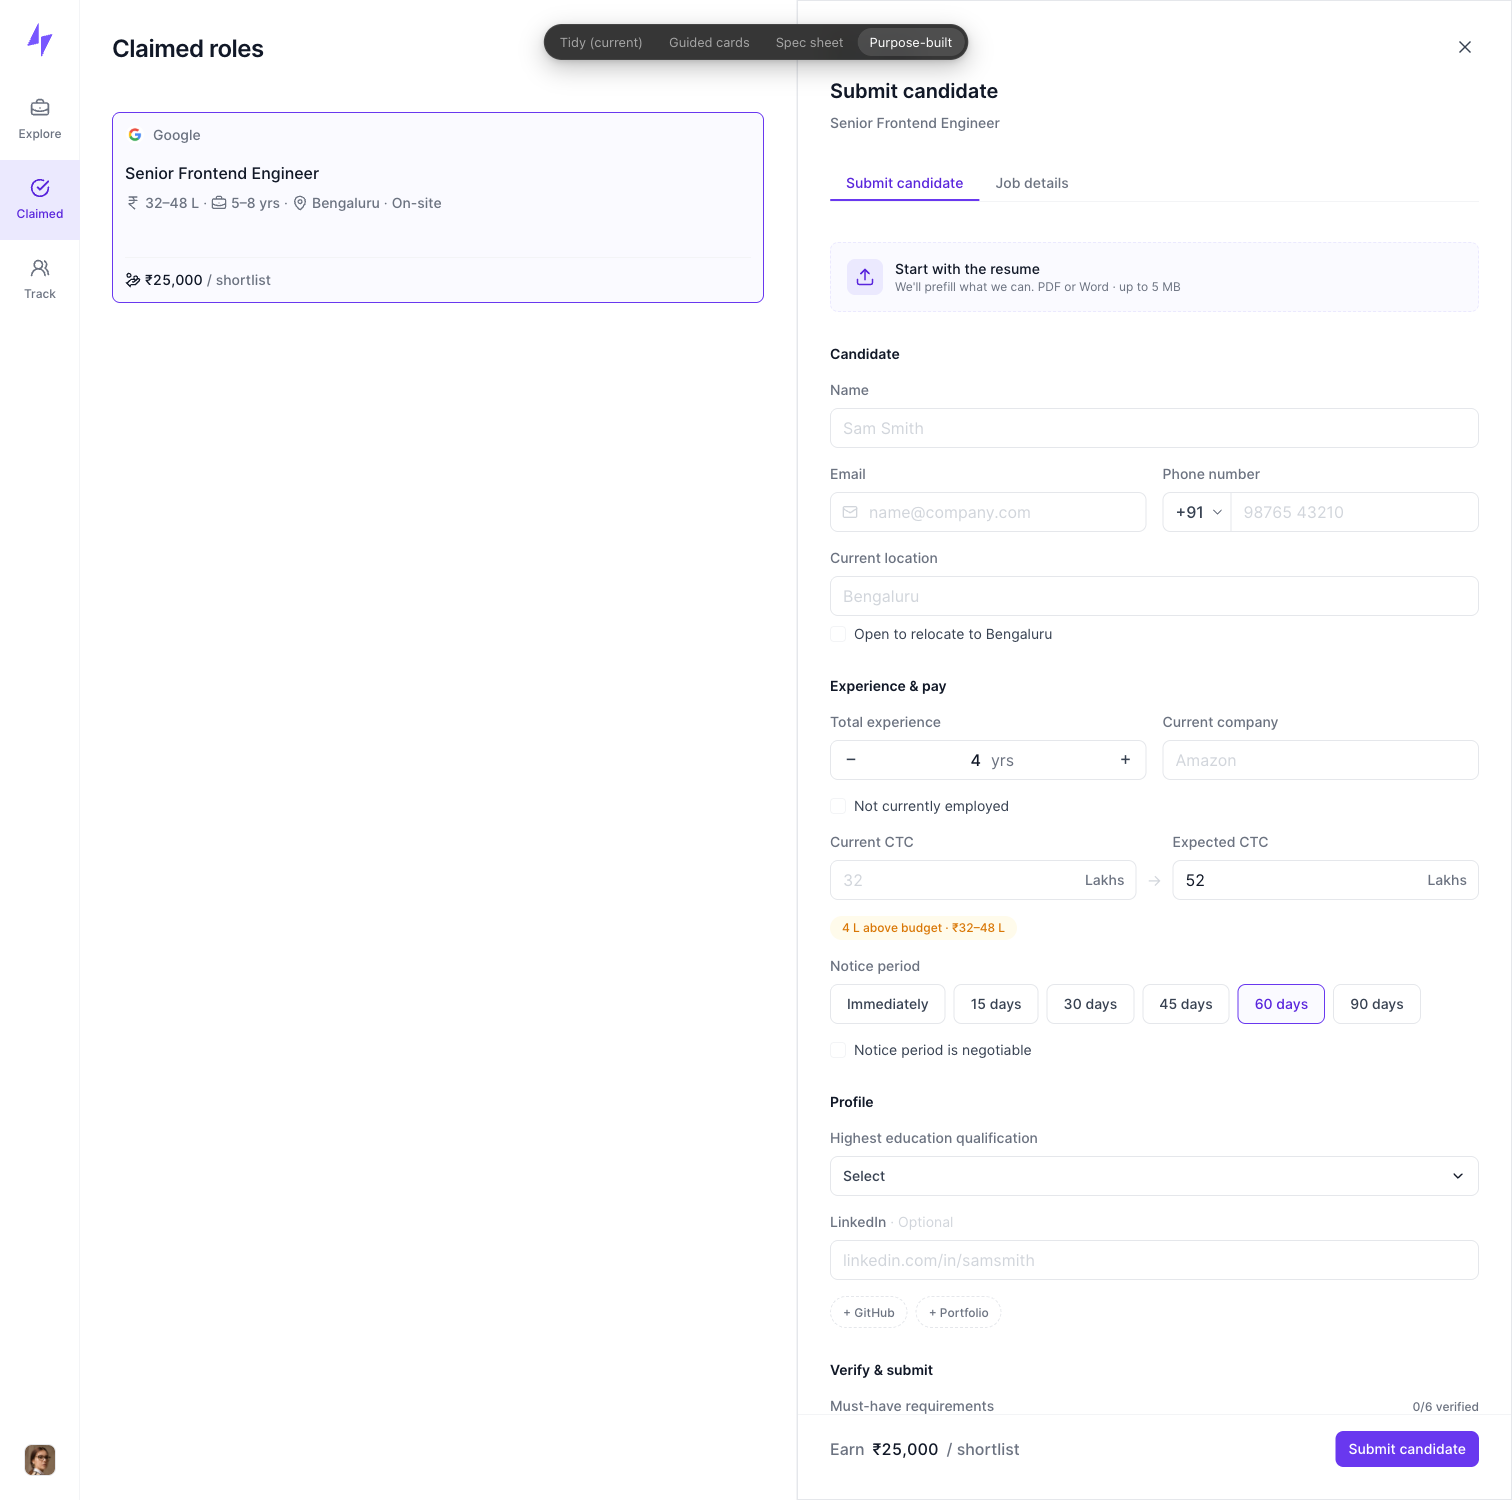 Tidy (current) Guided cards Spec sheet Purpose-built
Explore
Claimed
Track
Claimed roles
Google
Senior Frontend Engineer
₹ 32–48 L · 5–8 yrs · Bengaluru · On-site
₹25,000 / shortlist
Submit candidate
Senior Frontend Engineer
Submit candidate Job details
Start with the resume
We'll prefill what we can. PDF or Word · up to 5 MB
Candidate
Name
Sam Smith
Email Phone number
name@company.com +91 98765 43210
Current location
Bengaluru
Open to relocate to Bengaluru
Experience & pay
Total experience Current company
− 4 yrs + Amazon
Not currently employed
Current CTC Expected CTC
32 Lakhs → 52 Lakhs
4 L above budget · ₹32–48 L
Notice period
Immediately 15 days 30 days 45 days 60 days 90 days
Notice period is negotiable
Profile
Highest education qualification
Select
LinkedIn · Optional
linkedin.com/in/samsmith
+ GitHub + Portfolio
Verify & submit
Must-have requirements 0/6 verified
Earn ₹25,000 / shortlist Submit candidate